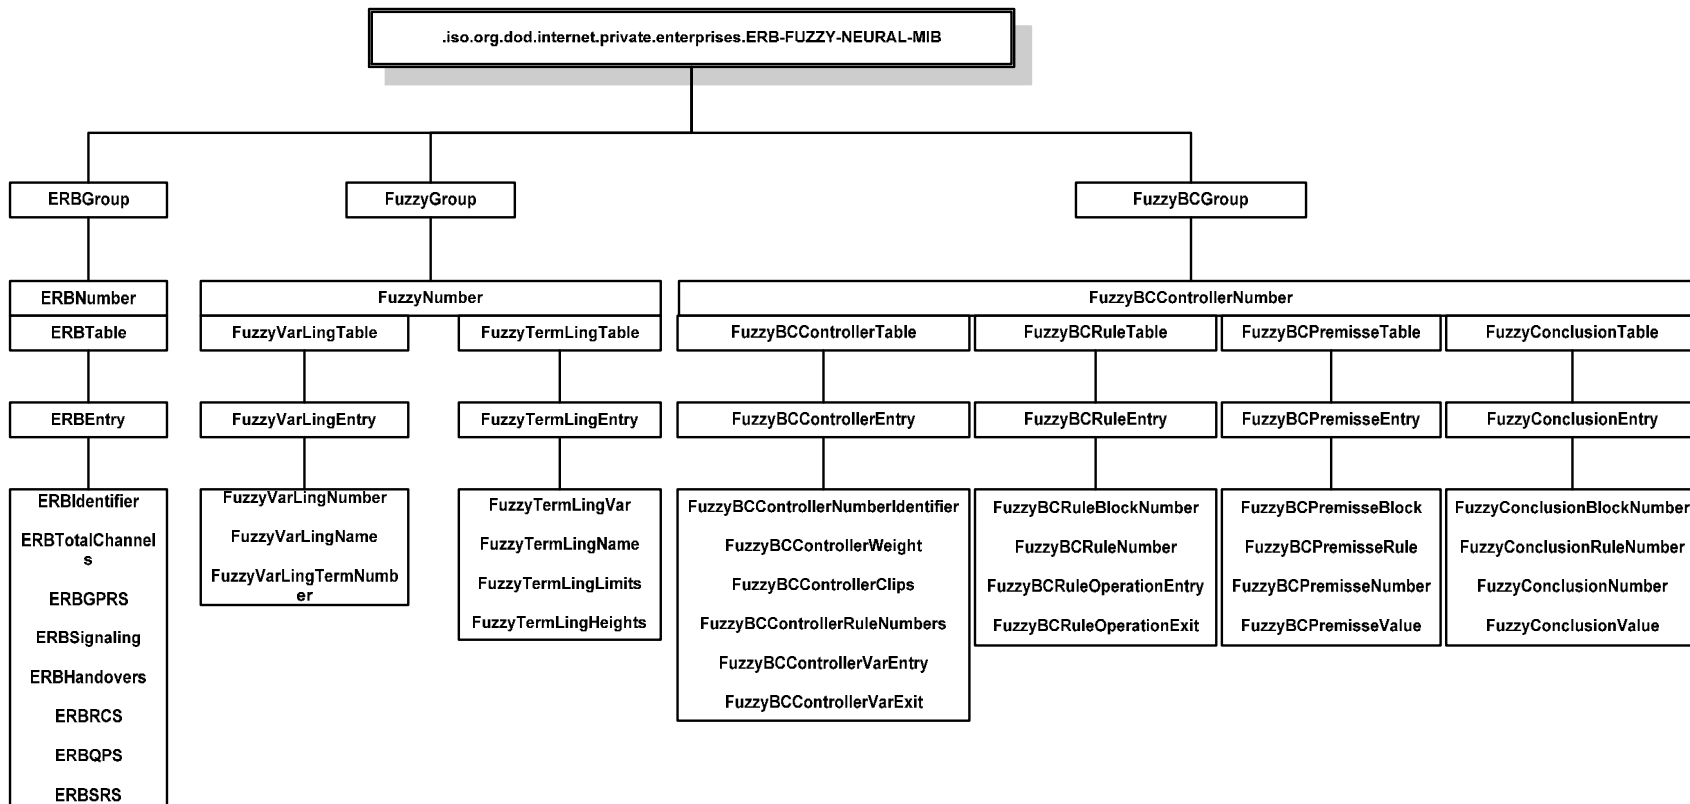 .iso.org.dod.internet.private.enterprises.ERB-FUZZY-NEURAL-MIB
ERBGroup
FuzzyGroup
FuzzyBCGroup
ERBNumber
FuzzyNumber
FuzzyBCControllerNumber
ERBTable
FuzzyVarLingTable
FuzzyTermLingTable
FuzzyBCControllerTable
FuzzyBCRuleTable
FuzzyBCPremisseTable
FuzzyConclusionTable
ERBEntry
FuzzyVarLingEntry
FuzzyTermLingEntry
FuzzyBCControllerEntry
FuzzyBCRuleEntry
FuzzyBCPremisseEntry
FuzzyConclusionEntry
ERBIdentifier
ERBTotalChannel
s
ERBGPRS
ERBSignaling
ERBHandovers
ERBRCS
ERBQPS
ERBSRS
FuzzyVarLingNumber
FuzzyVarLingName
FuzzyVarLingTermNumb
er
FuzzyTermLingVar
FuzzyTermLingName
FuzzyTermLingLimits
FuzzyTermLingHeights
FuzzyBCControllerNumberIdentifier
FuzzyBCControllerWeight
FuzzyBCControllerClips
FuzzyBCControllerRuleNumbers
FuzzyBCControllerVarEntry
FuzzyBCControllerVarExit
FuzzyBCRuleBlockNumber
FuzzyBCRuleNumber
FuzzyBCRuleOperationEntry
FuzzyBCRuleOperationExit
FuzzyBCPremisseBlock
FuzzyBCPremisseRule
FuzzyBCPremisseNumber
FuzzyBCPremisseValue
FuzzyConclusionBlockNumber
FuzzyConclusionRuleNumber
FuzzyConclusionNumber
FuzzyConclusionValue